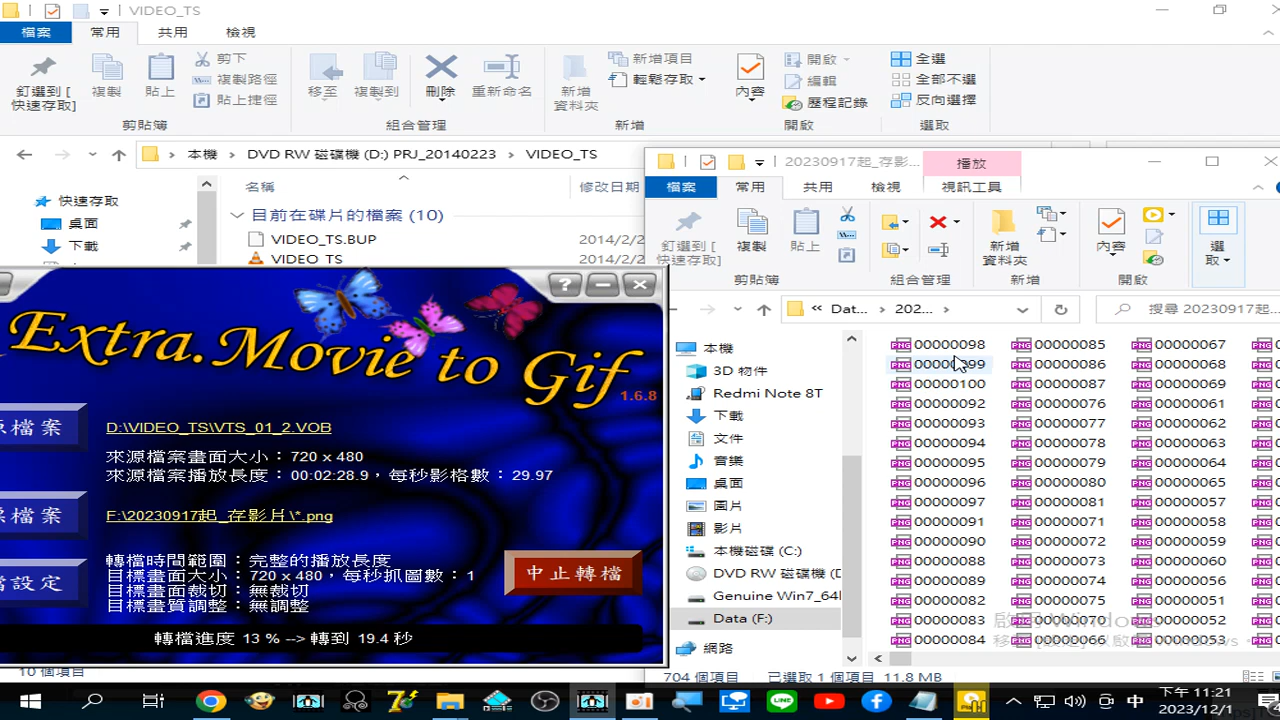 VIDEO_TS
檔案 常用 共用 檢視
釘選到 [快速存取] 複製 貼上 剪下 複製路徑 貼上捷徑
移至 複製到 刪除 重新命名
新增資料夾 新增項目 輕鬆存取
內容 開啟 編輯 歷程記錄
全選 全部不選 反向選擇
剪貼簿 組合管理 新增 開啟 選取
本機 DVD RW 磁碟機 (D:) PRJ_20140223 VIDEO_TS
快速存取
桌面
下載
名稱 修改日期
目前在碟片的檔案 (10)
VIDEO_TS.BUP 2014/2/2
VIDEO_TS 2014/2/2
10 個項目
Extra.Movie to Gif
1.6.8
檔案
D:\VIDEO_TS\VTS_01_2.VOB
來源檔案畫面大小：720 x 480
來源檔案播放長度：00:02:28.9，每秒影格數：29.97
檔案
F:\20230917起_存影片\*.png
轉檔時間範圍：完整的播放長度
目標畫面大小：720 x 480，每秒抓圖數：1
目標畫面裁切：無裁切
目標畫質調整：無調整
檔設定
中止轉檔
轉檔進度 13 % --> 轉到 19.4 秒
20230917起_存影... 播放
檔案 常用 共用 檢視 視訊工具
釘選到 [快速存取] 複製 貼上
新增資料夾 內容 選取
剪貼簿 組合管理 新增 開啟
« Dat... 202... 搜尋 20230917起...
本機
3D 物件
Redmi Note 8T
下載
文件
音樂
桌面
圖片
影片
本機磁碟 (C:)
DVD RW 磁碟機 (D
Genuine Win7_64
Data (F:)
網路
00000098 00000085 00000067
00000099 00000086 00000068
00000100 00000087 00000069
00000092 00000076 00000061
00000093 00000077 00000062
00000094 00000078 00000063
00000095 00000079 00000064
00000096 00000080 00000065
00000097 00000081 00000057
00000091 00000071 00000058
00000090 00000072 00000059
00000088 00000073 00000060
00000089 00000074 00000056
00000082 00000075 00000051
00000083 00000052
00000084 00000066 00000053
啟用 Windows
704 個項目 已選取 1 個項目 11.8 MB
中 下午 11:21
2023/12/1